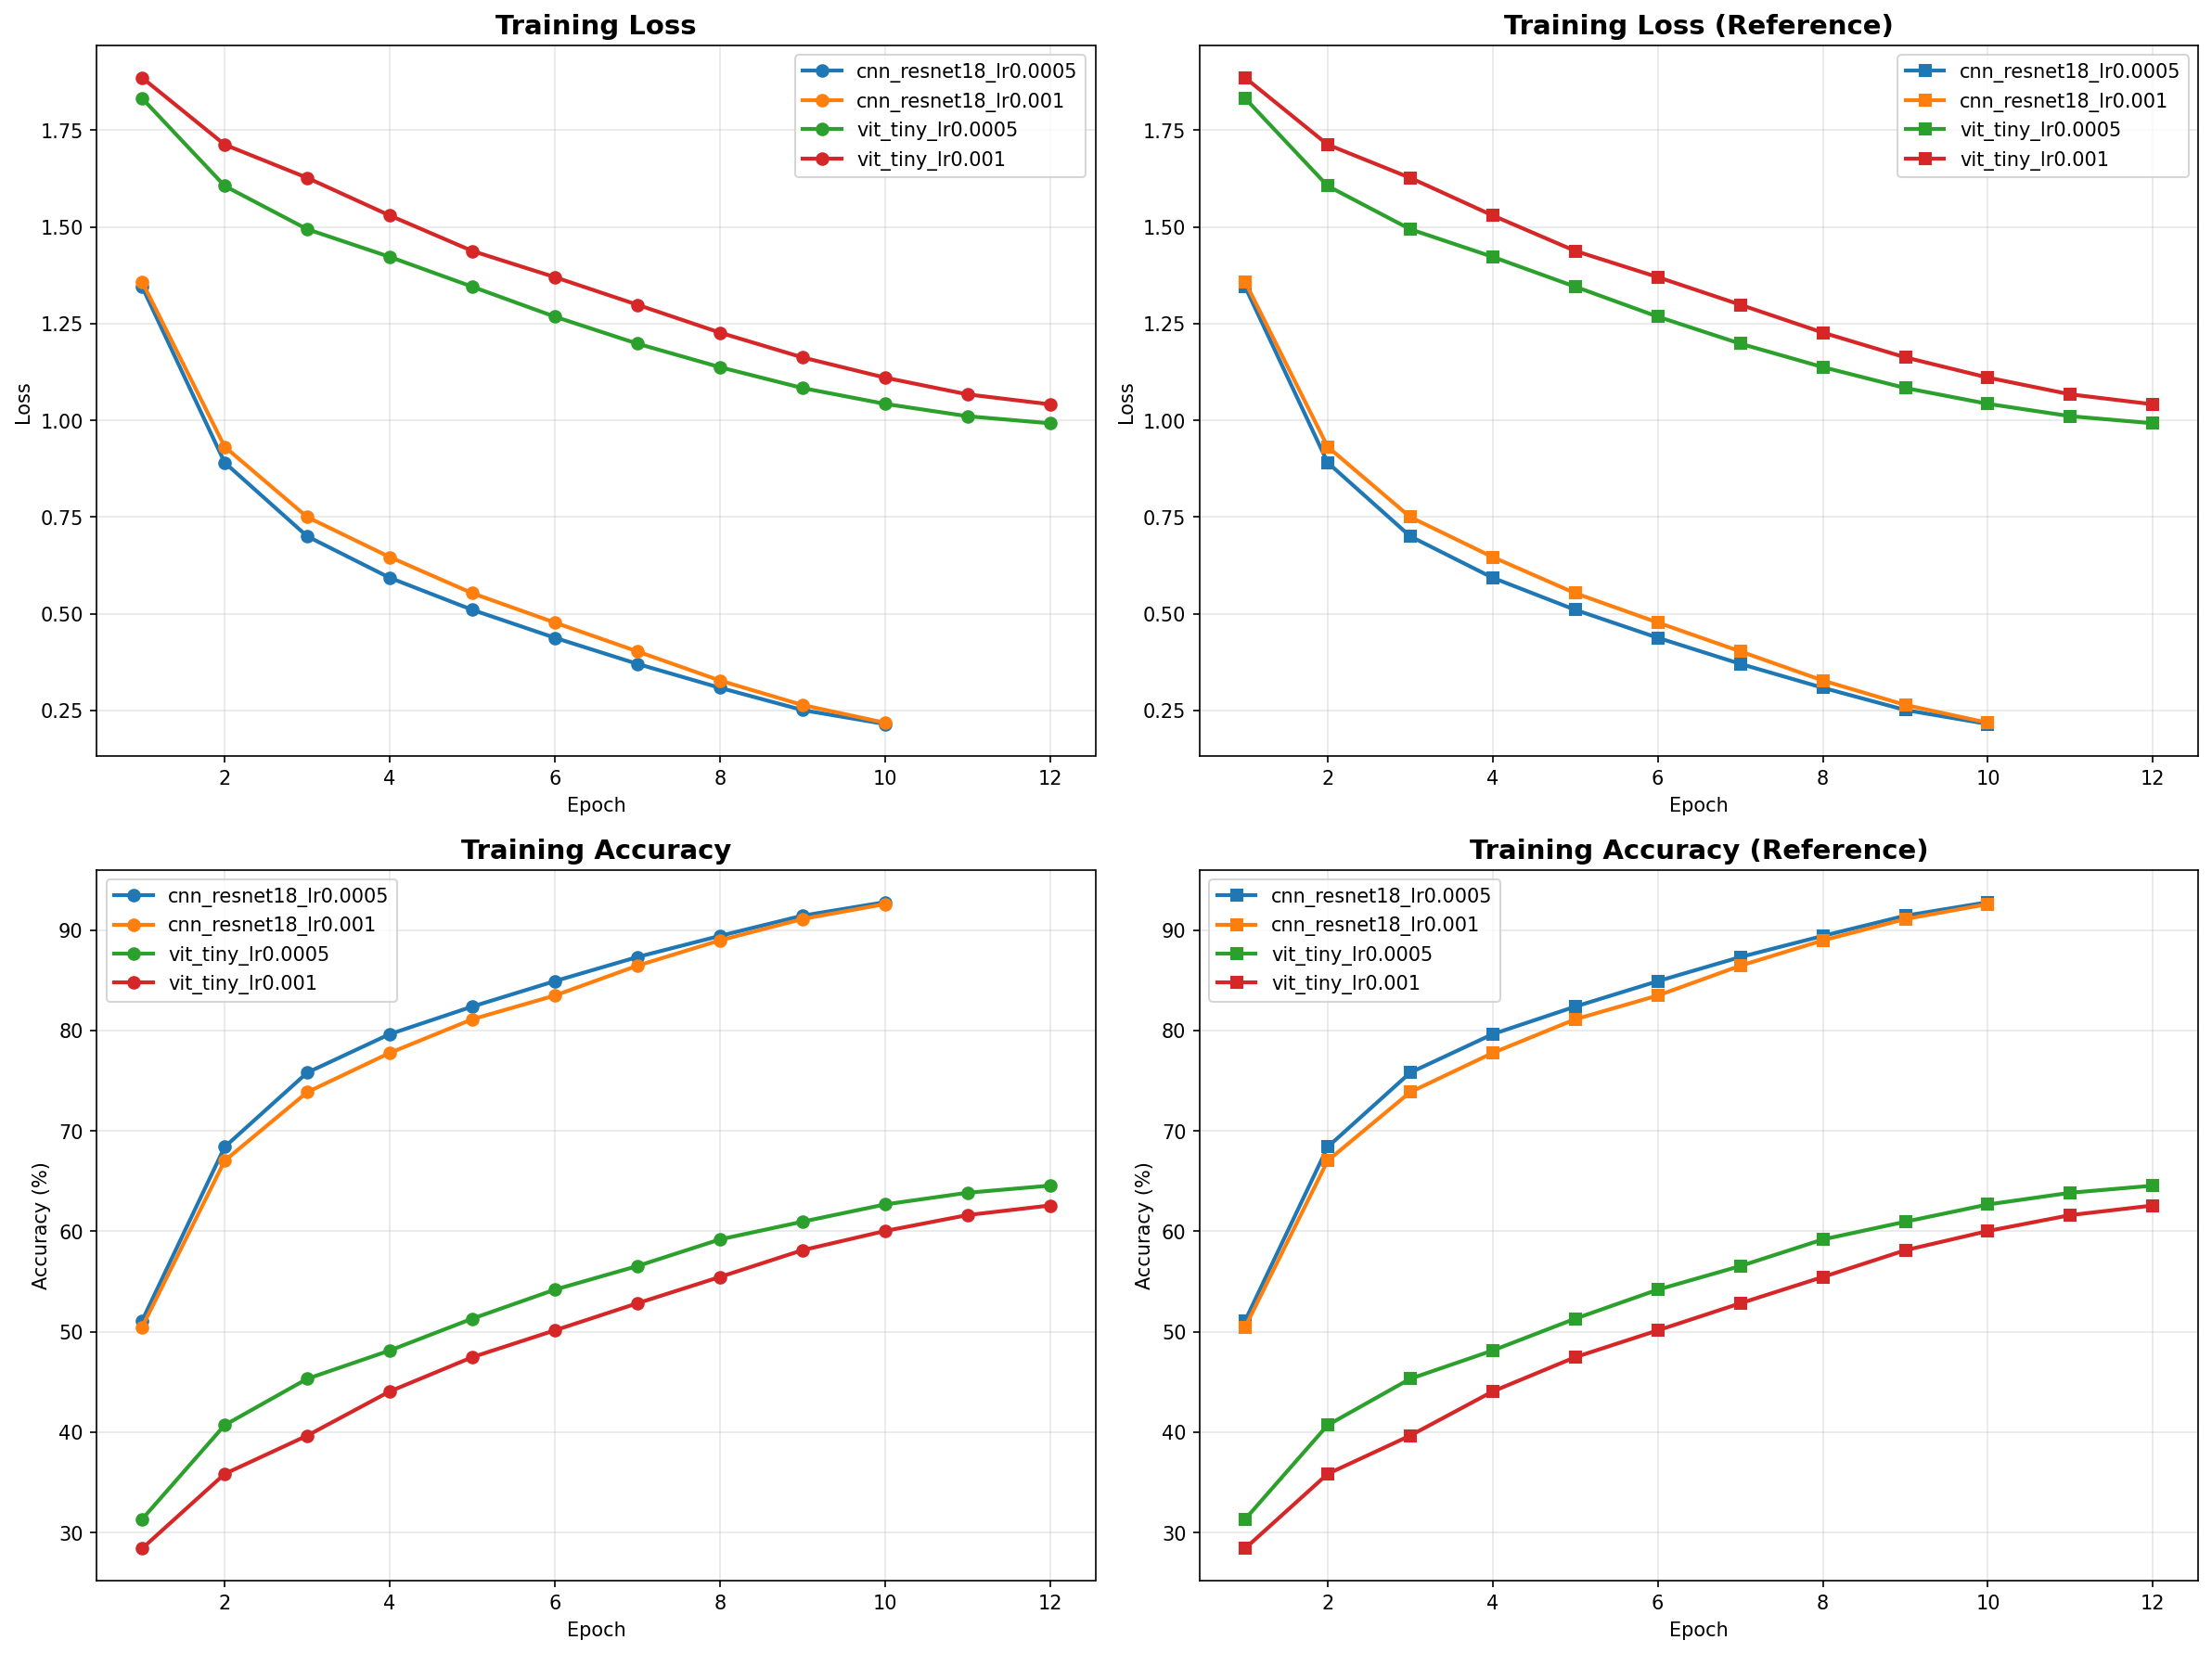 Training Loss
cnn_resnet18_lr0.0005
cnn_resnet18_lr0.001
vit_tiny_lr0.0005
vit_tiny_lr0.001
1.75
1.50
1.25
1.00
0.75
0.50
0.25
Loss
2 4 6 8 10 12
Epoch
Training Loss (Reference)
cnn_resnet18_lr0.0005
cnn_resnet18_lr0.001
vit_tiny_lr0.0005
vit_tiny_lr0.001
1.75
1.50
1.25
1.00
0.75
0.50
0.25
Loss
2 4 6 8 10 12
Epoch
Training Accuracy
cnn_resnet18_lr0.0005
cnn_resnet18_lr0.001
vit_tiny_lr0.0005
vit_tiny_lr0.001
90
80
70
60
50
40
30
Accuracy (%)
2 4 6 8 10 12
Epoch
Training Accuracy (Reference)
cnn_resnet18_lr0.0005
cnn_resnet18_lr0.001
vit_tiny_lr0.0005
vit_tiny_lr0.001
90
80
70
60
50
40
30
Accuracy (%)
2 4 6 8 10 12
Epoch